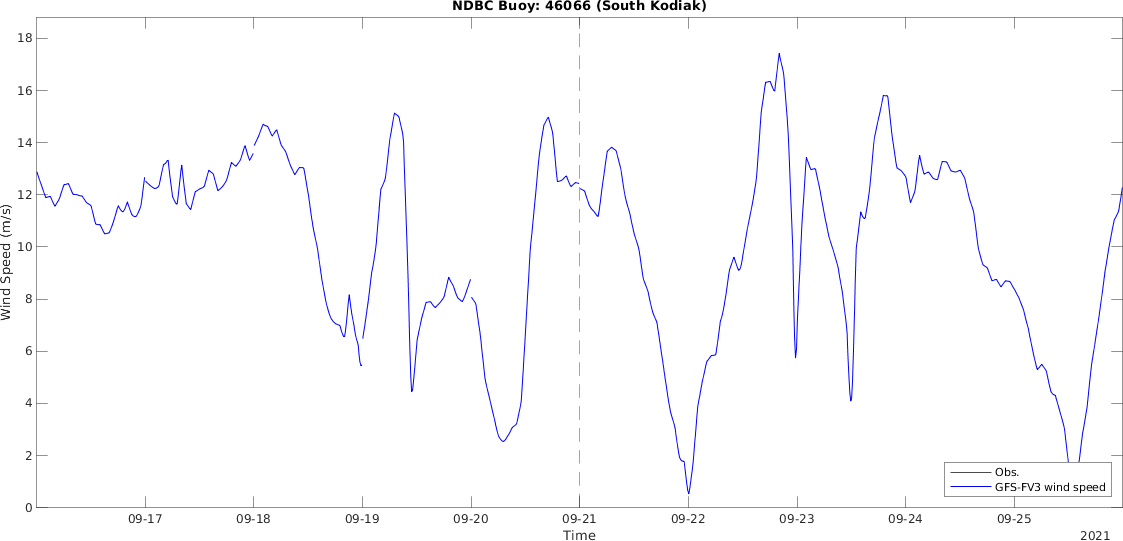 NDBC Buoy: 46066 (South Kodiak)
18
16
14
12
10
8
6
4
2
0
Wind Speed (m/s)
09-17 09-18 09-19 09-20 09-21 09-22 09-23 09-24 09-25
Time
2021
Obs.
GFS-FV3 wind speed